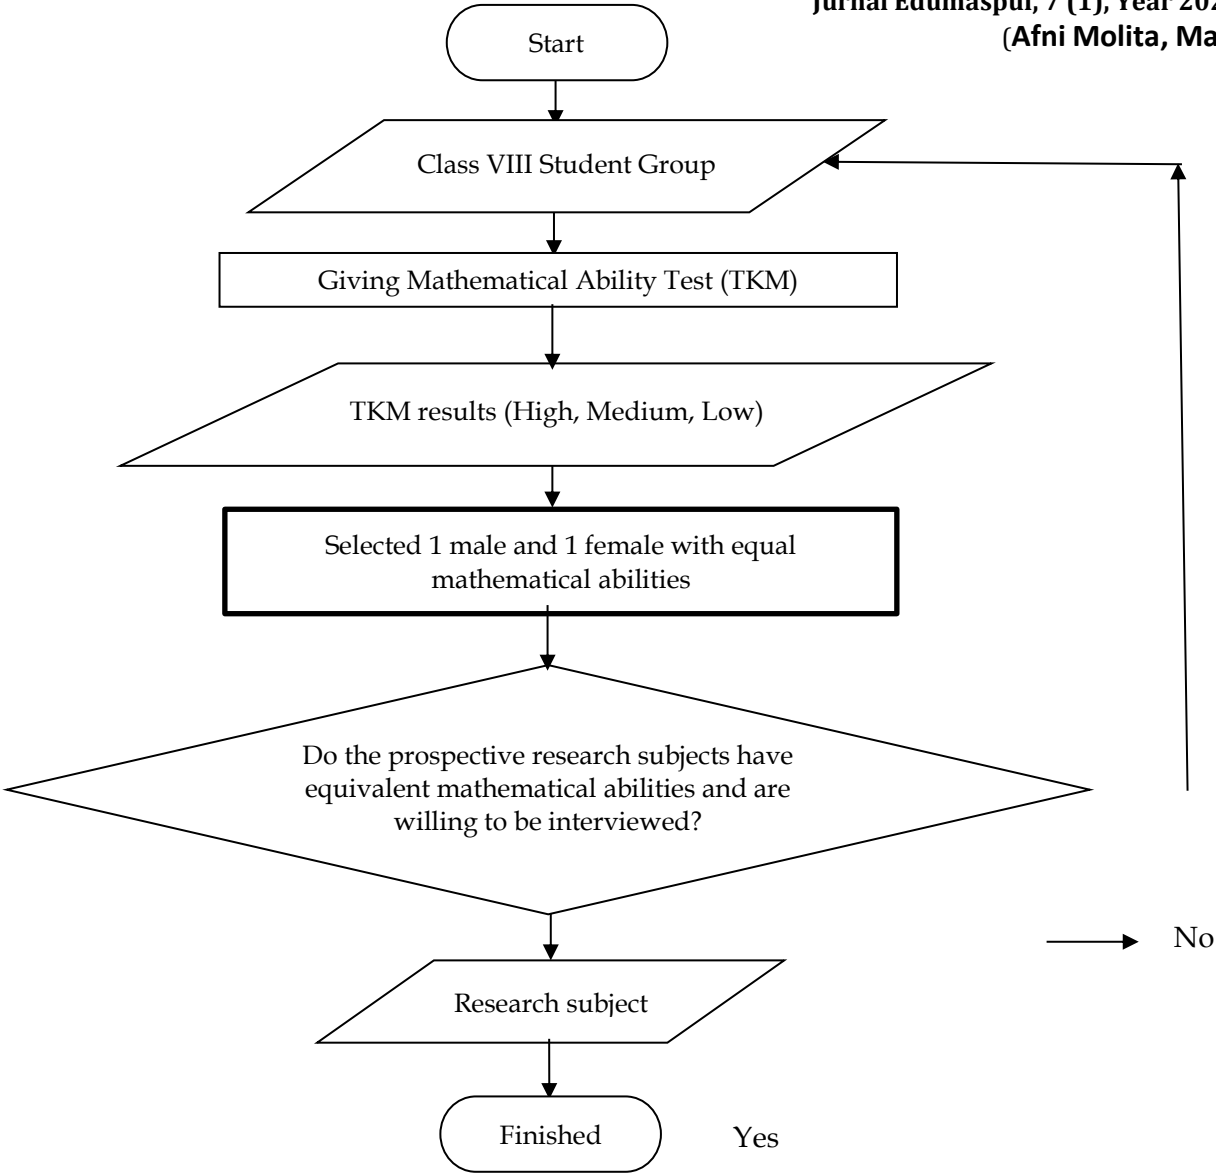 Jurnal Edumaspul, 7 (1), Year
(Afni Molita,
Start
Class VIII Student Group
Giving Mathematical Ability Test (TKM)
TKM results (High, Medium, Low)
Selected 1 male and 1 female with equal
mathematical abilities
Do the prospective research subjects have
equivalent mathematical abilities and are
willing to be interviewed?
No
Research subject
Finished
Yes